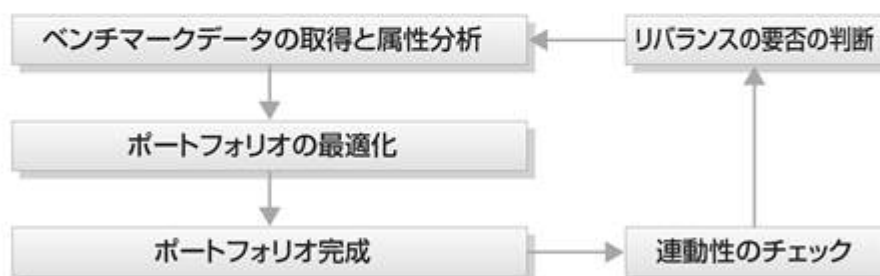 ベンチマークデータの取得と属性分析
リバランスの要否の判断
ポートフォリオの最適化
ポートフォリオ完成
連動性のチェック